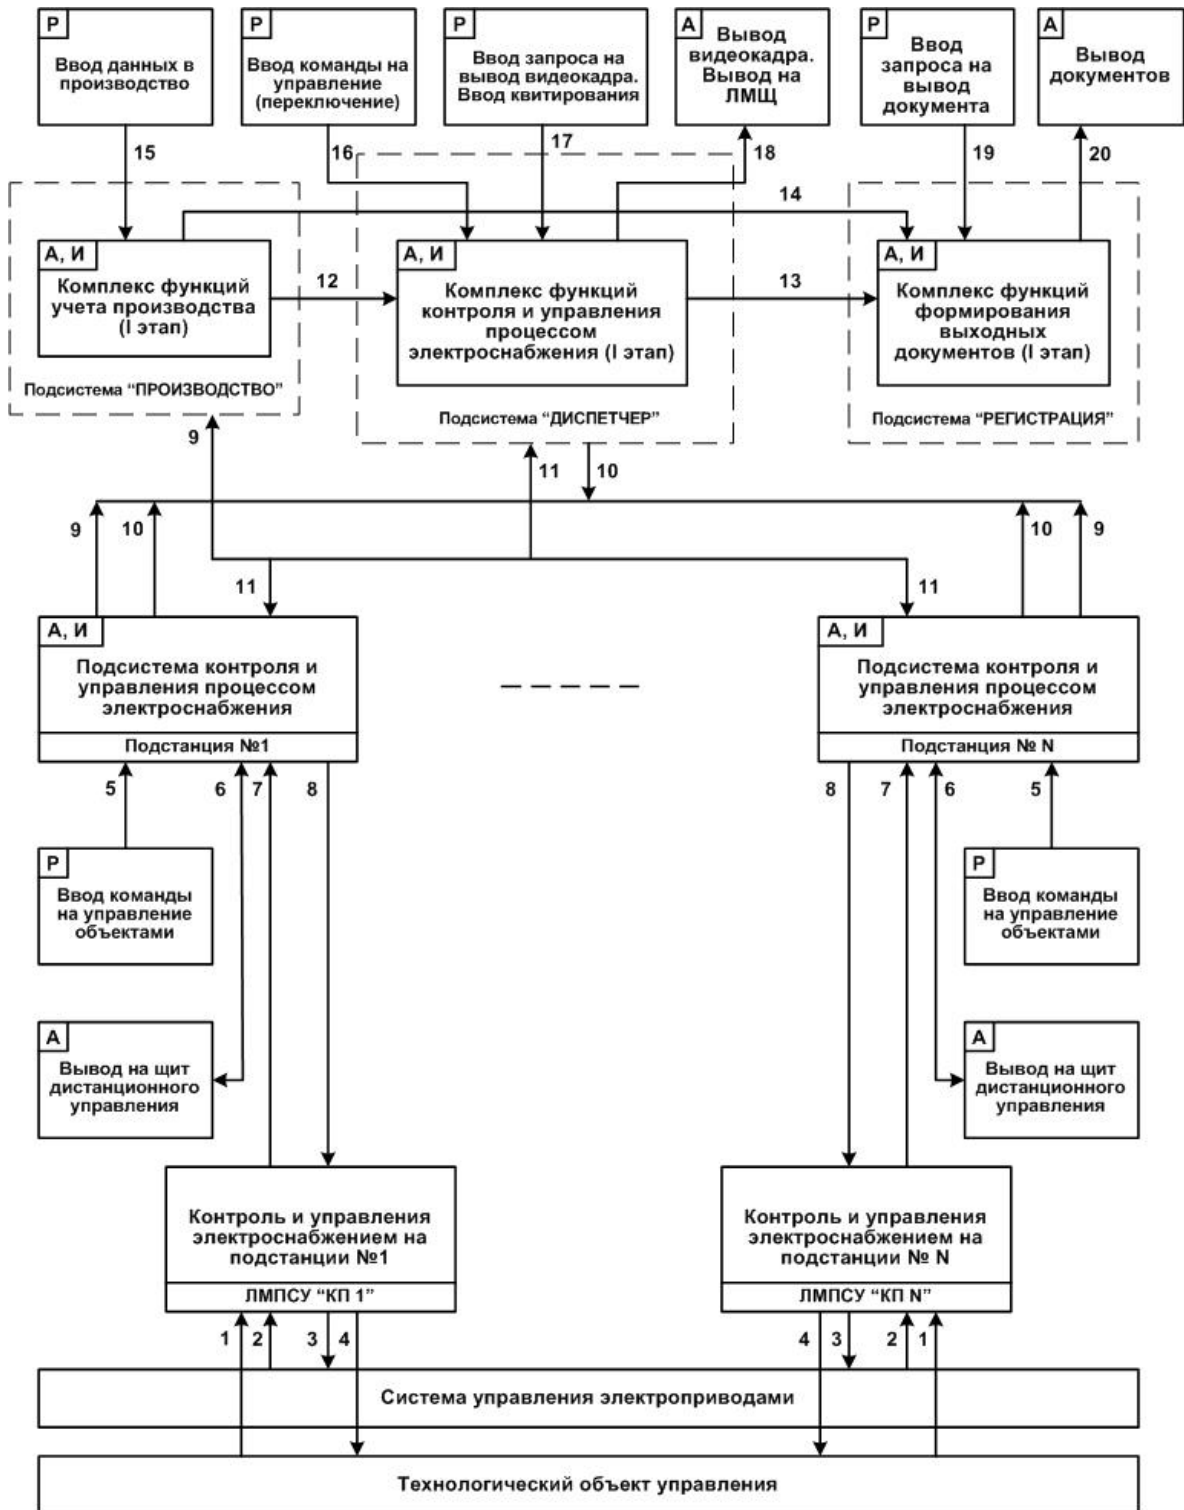 Р
Ввод данных в
производство
Р
Ввод команды на
управление
(переключение)
Р
Ввод запроса на
вывод видеокадра.
Ввод квитирования
А
Вывод
видеокадра.
Вывод на
ЛМЩ
Р
Ввод
запроса на
вывод
документа
А
Вывод
документов
15
16
17
18
19
20
14
А, И
Комплекс функций
учета производства
(I этап)
Подсистема “ПРОИЗВОДСТВО”
12
А, И
Комплекс функций
контроля и управления
процессом
электроснабжения (I этап)
Подсистема “ДИСПЕТЧЕР”
13
А, И
Комплекс функций
формирования
выходных
документов (I этап)
Подсистема “РЕГИСТРАЦИЯ”
9
11
10
9
10
10
9
11
11
А, И
Подсистема контроля и
управления процессом
электроснабжения
Подстанция №1
А, И
Подсистема контроля и
управления процессом
электроснабжения
Подстанция № N
5
6
7
8
8
7
6
5
Р
Ввод команды
на управление
объектами
Р
Ввод команды
на управление
объектами
А
Вывод на щит
дистанционного
управления
А
Вывод на щит
дистанционного
управления
Контроль и управления
электроснабжением на
подстанции №1
ЛМПСУ “КП 1”
Контроль и управления
электроснабжением на
подстанции № N
ЛМПСУ “КП N”
1
2
3
4
4
3
2
1
Система управления электроприводами
Технологический объект управления